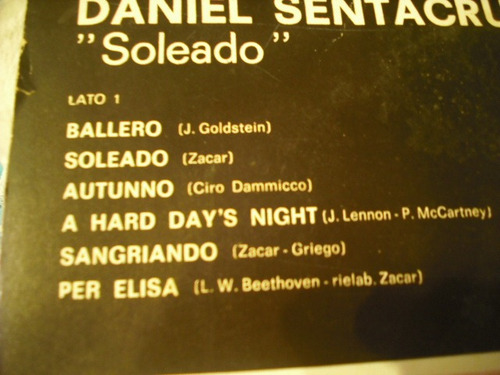 DANIEL SENTACRU
"Soleado"
LATO 1
BALLERO (J. Goldstein)
SOLEADO (Zacar)
AUTUNNO (Ciro Dammicco)
A HARD DAY'S NIGHT (J. Lennon - P. McCartney)
SANGRIANDO (Zacar - Griego)
PER ELISA (L. W. Beethoven - rielab. Zacar)